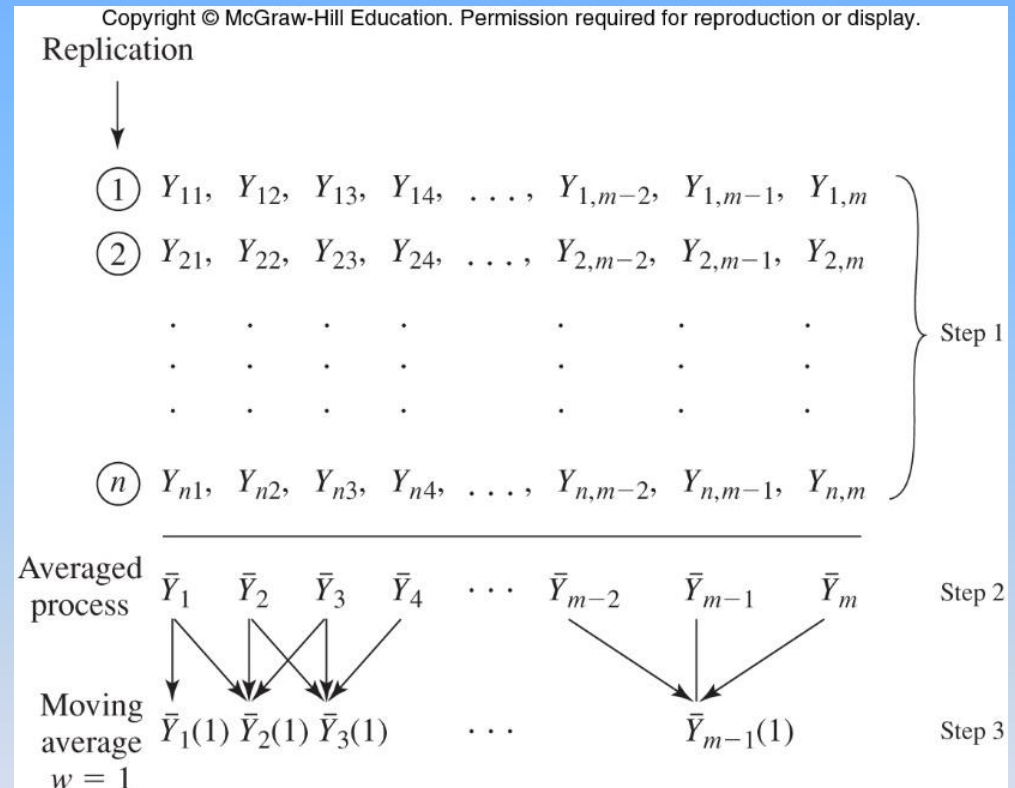 Copyright © McGraw-Hill Education. Permission required for reproduction or display.
Replication
① Y₁₁, Y₁₂, Y₁₃, Y₁₄, . . . , Y₁,ₘ₋₂, Y₁,ₘ₋₁, Y₁,ₘ
② Y₂₁, Y₂₂, Y₂₃, Y₂₄, . . . , Y₂,ₘ₋₂, Y₂,ₘ₋₁, Y₂,ₘ
Step 1
ⓝ Yₙ₁, Yₙ₂, Yₙ₃, Yₙ₄, . . . , Yₙ,ₘ₋₂, Yₙ,ₘ₋₁, Yₙ,ₘ
Averaged
process
Ȳ₁ Ȳ₂ Ȳ₃ Ȳ₄ · · · Ȳₘ₋₂ Ȳₘ₋₁ Ȳₘ Step 2
Moving
average
w = 1
Ȳ₁(1) Ȳ₂(1) Ȳ₃(1) · · · Ȳₘ₋₁(1) Step 3